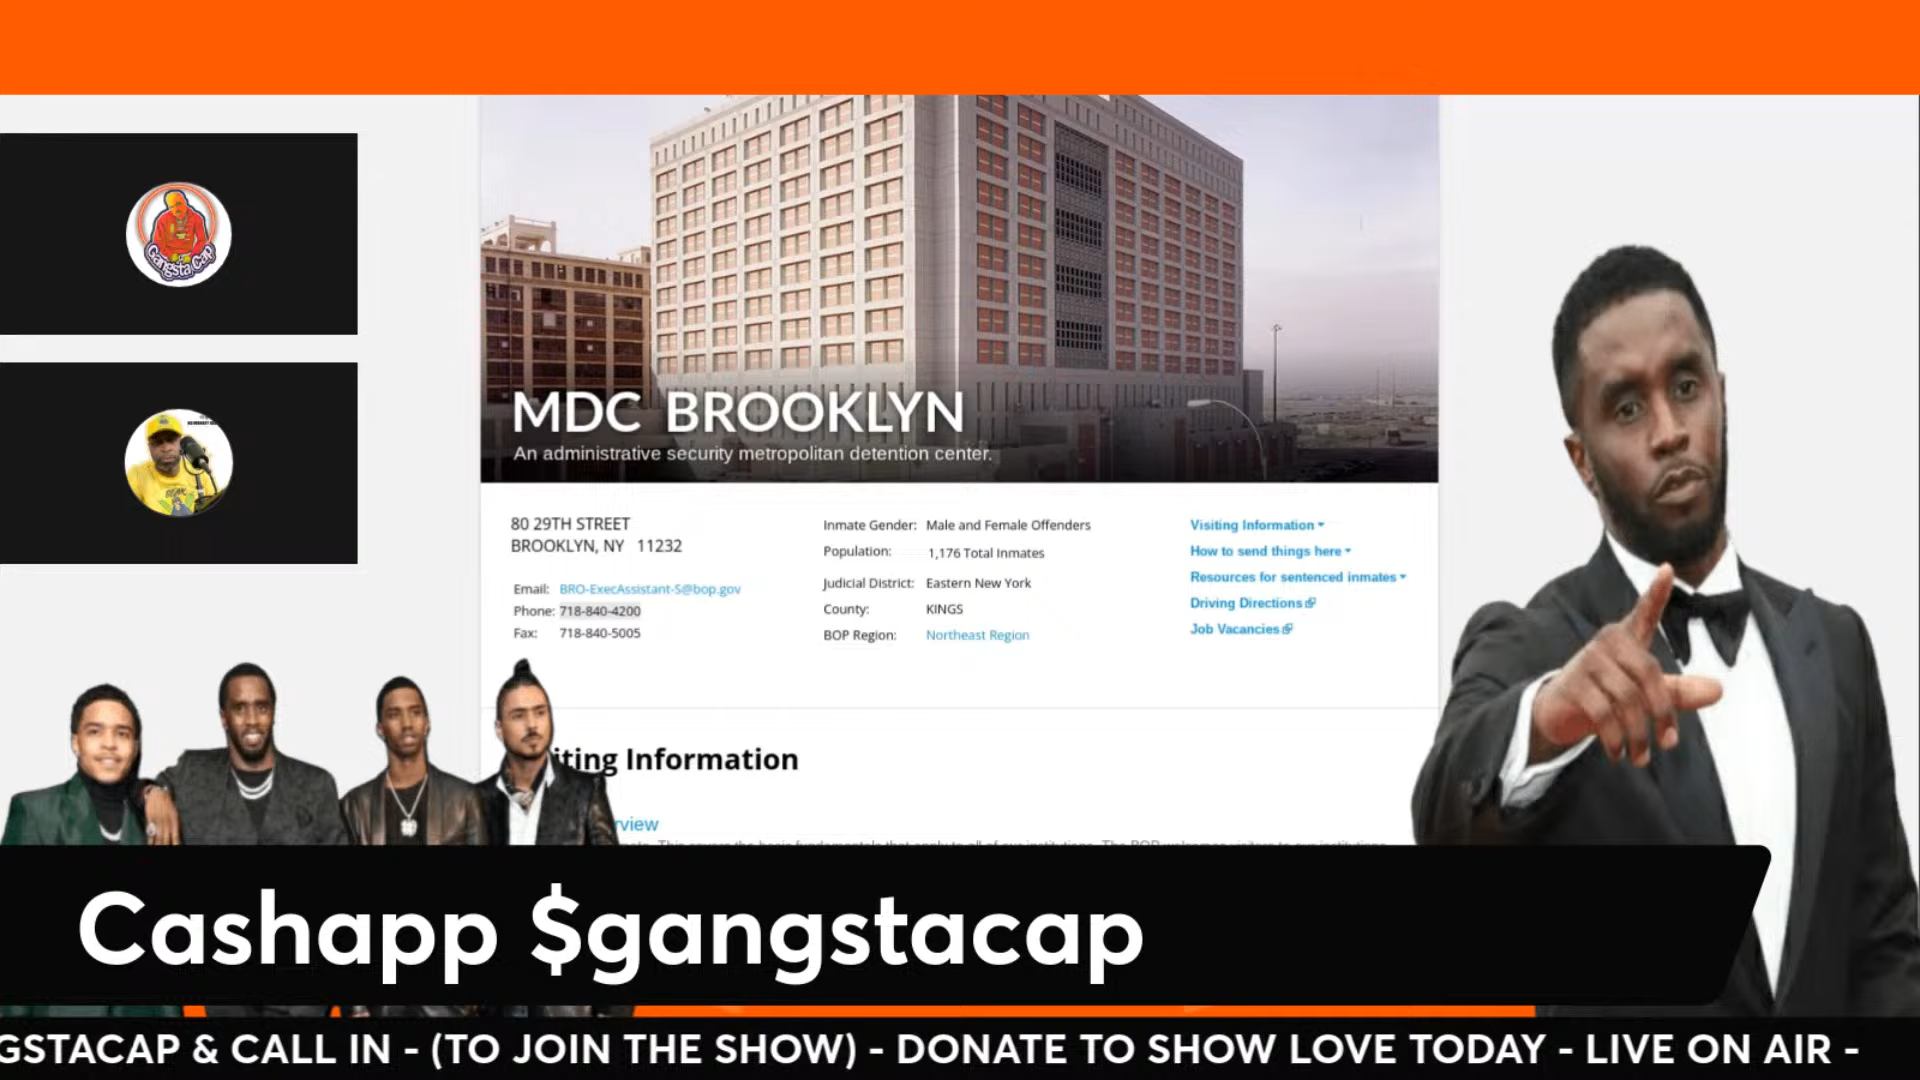 Gangsta Cap
MDC BROOKLYN
An administrative security metropolitan detention center.
80 29TH STREET
BROOKLYN, NY 11232
Email: BRO-ExecAssistant-S@bop.gov
Phone: 718-840-4200
Fax: 718-840-5005
Inmate Gender: Male and Female Offenders
Population: 1,176 Total Inmates
Judicial District: Eastern New York
County: KINGS
BOP Region: Northeast Region
Visiting Information
How to send things here
Resources for sentenced inmates
Driving Directions
Job Vacancies
iting Information
rview
Cashapp $gangstacap
GSTACAP & CALL IN - (TO JOIN THE SHOW) - DONATE TO SHOW LOVE TODAY - LIVE ON AIR -